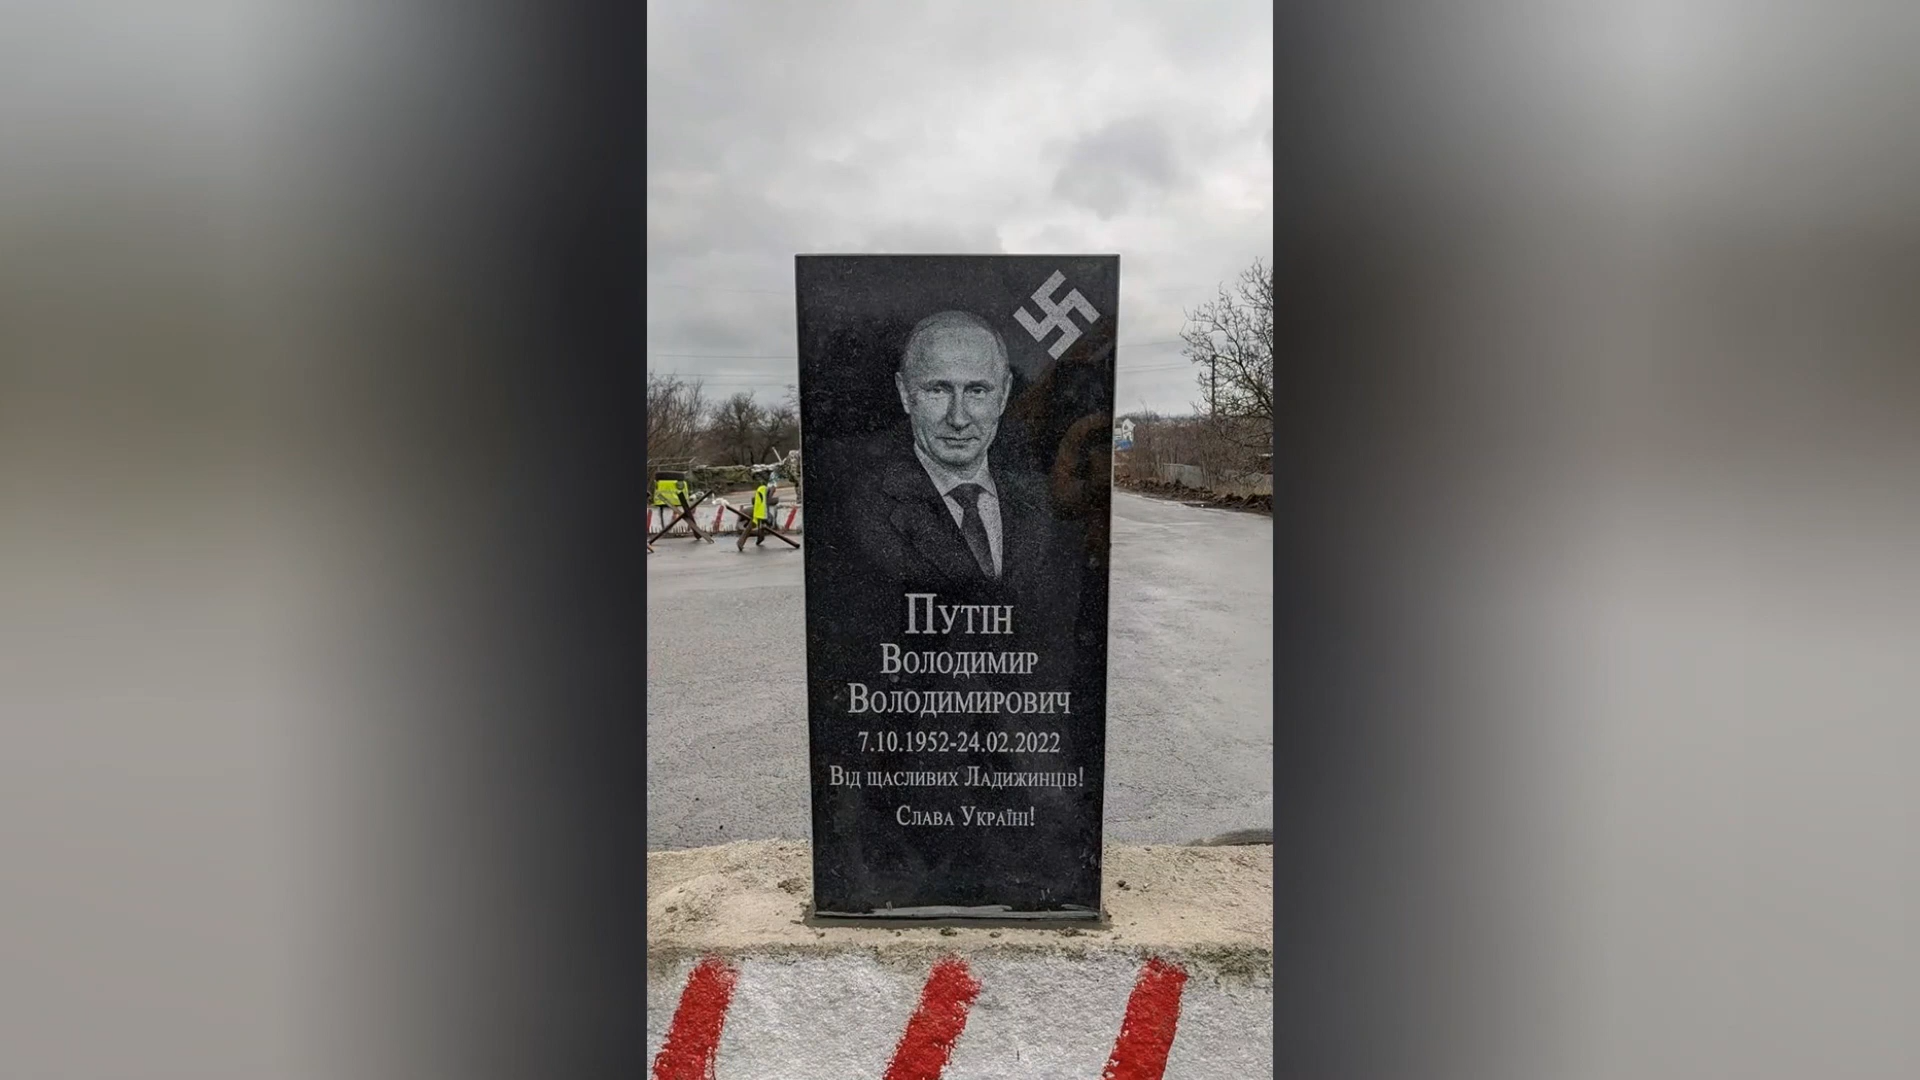 Путін
Володимир
Володимирович
7.10.1952-24.02.2022
Від щасливих Ладижинців!
Слава Україні!